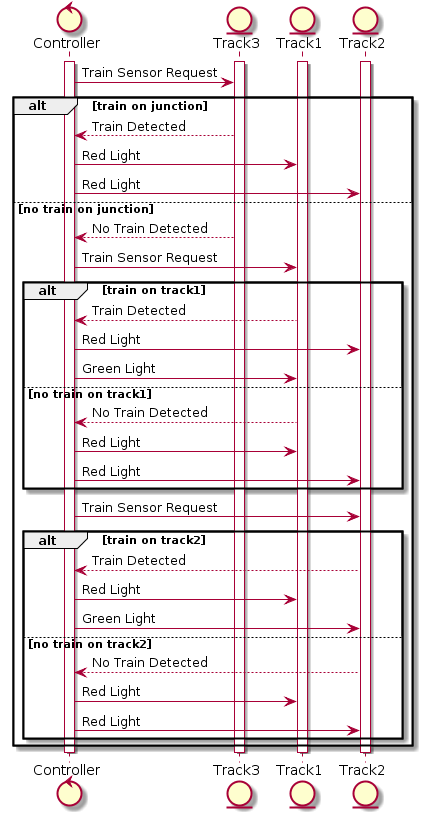 Controller Track3 Track1 Track2
Train Sensor Request
alt [train on junction]
Train Detected
Red Light
Red Light
[no train on junction]
No Train Detected
Train Sensor Request
alt [train on track1]
Train Detected
Red Light
Green Light
[no train on track1]
No Train Detected
Red Light
Red Light
Train Sensor Request
alt [train on track2]
Train Detected
Red Light
Green Light
[no train on track2]
No Train Detected
Red Light
Red Light
Controller Track3 Track1 Track2